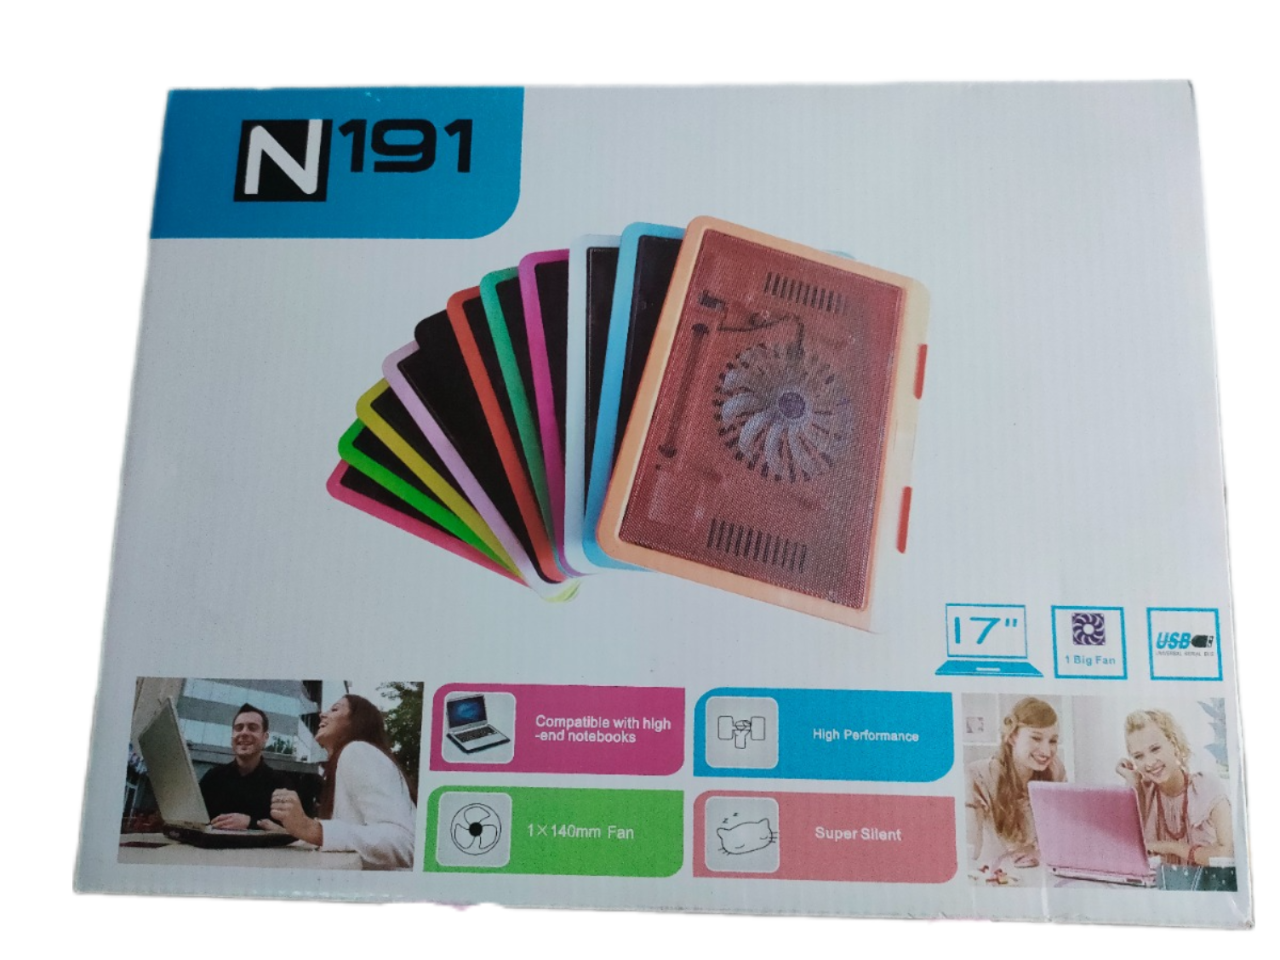 N191
17"
1 Big Fan
USB
UNIVERSAL SERIAL BUS
Compatible with high
-end notebooks
High Performance
1×140mm Fan
Super Silent